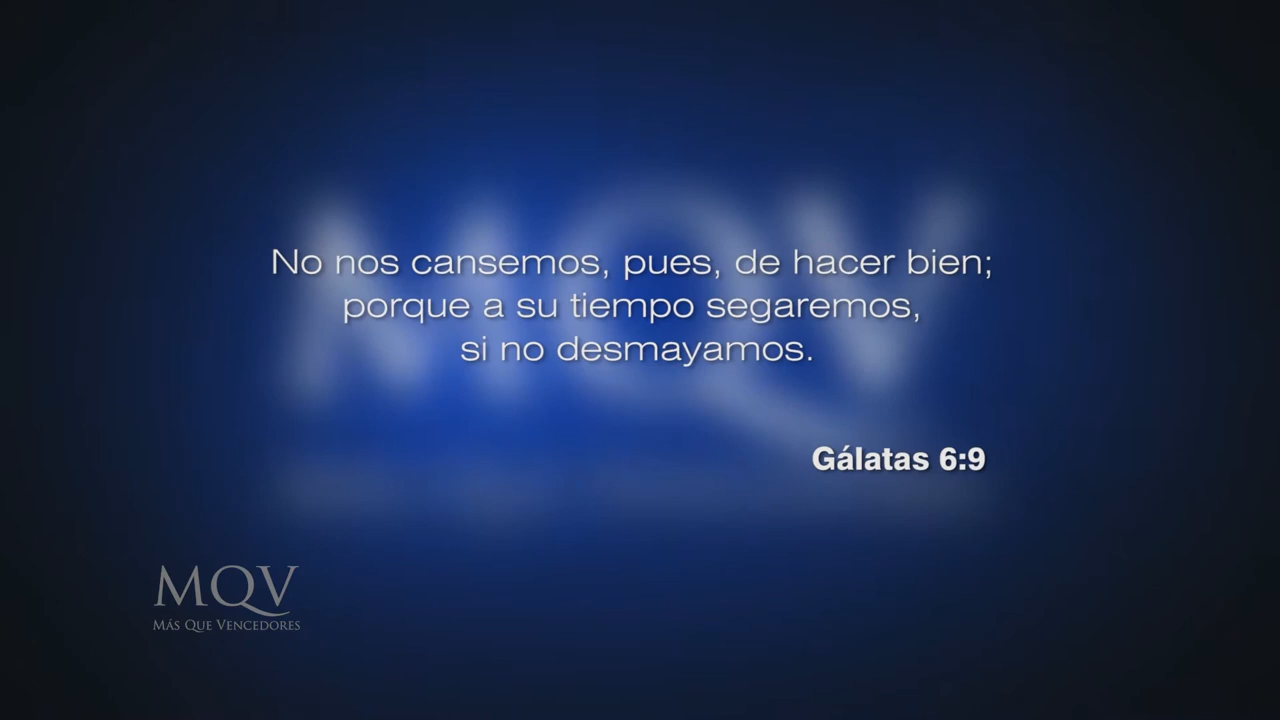 No nos cansemos, pues, de hacer bien;
porque a su tiempo segaremos,
si no desmayamos.
Gálatas 6:9
MQV
Más Que Vencedores